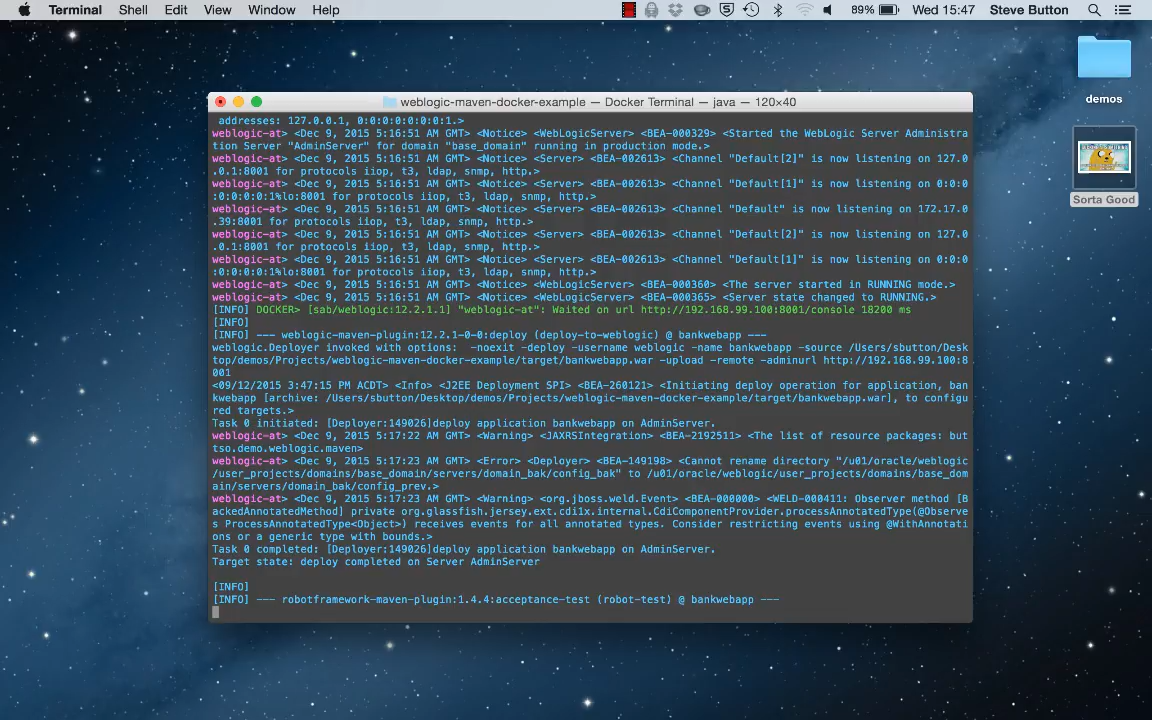 Terminal Shell Edit View Window Help 89% Wed 15:47 Steve Button
demos
Sorta Good
weblogic-maven-docker-example — Docker Terminal — java — 120×40
addresses: 127.0.0.1, 0:0:0:0:0:0:0:1.>
weblogic-at> <Dec 9, 2015 5:16:51 AM GMT> <Notice> <WebLogicServer> <BEA-000329> <Started the WebLogic Server Administra
tion Server "AdminServer" for domain "base_domain" running in production mode.>
weblogic-at> <Dec 9, 2015 5:16:51 AM GMT> <Notice> <Server> <BEA-002613> <Channel "Default[2]" is now listening on 127.0
.0.1:8001 for protocols iiop, t3, ldap, snmp, http.>
weblogic-at> <Dec 9, 2015 5:16:51 AM GMT> <Notice> <Server> <BEA-002613> <Channel "Default[1]" is now listening on 0:0:0
:0:0:0:0:1%lo:8001 for protocols iiop, t3, ldap, snmp, http.>
weblogic-at> <Dec 9, 2015 5:16:51 AM GMT> <Notice> <Server> <BEA-002613> <Channel "Default" is now listening on 172.17.0
.39:8001 for protocols iiop, t3, ldap, snmp, http.>
weblogic-at> <Dec 9, 2015 5:16:51 AM GMT> <Notice> <Server> <BEA-002613> <Channel "Default[2]" is now listening on 127.0
.0.1:8001 for protocols iiop, t3, ldap, snmp, http.>
weblogic-at> <Dec 9, 2015 5:16:51 AM GMT> <Notice> <Server> <BEA-002613> <Channel "Default[1]" is now listening on 0:0:0
:0:0:0:0:1%lo:8001 for protocols iiop, t3, ldap, snmp, http.>
weblogic-at> <Dec 9, 2015 5:16:51 AM GMT> <Notice> <WebLogicServer> <BEA-000360> <The server started in RUNNING mode.>
weblogic-at> <Dec 9, 2015 5:16:51 AM GMT> <Notice> <WebLogicServer> <BEA-000365> <Server state changed to RUNNING.>
[INFO] DOCKER> [sab/weblogic:12.2.1.1] "weblogic-at": Waited on url http://192.168.99.100:8001/console 18200 ms
[INFO]
[INFO] --- weblogic-maven-plugin:12.2.1-0-0:deploy (deploy-to-weblogic) @ bankwebapp ---
weblogic.Deployer invoked with options:  -noexit -deploy -username weblogic -name bankwebapp -source /Users/sbutton/Desk
top/demos/Projects/weblogic-maven-docker-example/target/bankwebapp.war -upload -remote -adminurl http://192.168.99.100:8
001
<09/12/2015 3:47:15 PM ACDT> <Info> <J2EE Deployment SPI> <BEA-260121> <Initiating deploy operation for application, ban
kwebapp [archive: /Users/sbutton/Desktop/demos/Projects/weblogic-maven-docker-example/target/bankwebapp.war], to configu
red targets.>
Task 0 initiated: [Deployer:149026]deploy application bankwebapp on AdminServer.
weblogic-at> <Dec 9, 2015 5:17:22 AM GMT> <Warning> <JAXRSIntegration> <BEA-2192511> <The list of resource packages: but
tso.demo.weblogic.maven>
weblogic-at> <Dec 9, 2015 5:17:23 AM GMT> <Error> <Deployer> <BEA-149198> <Cannot rename directory "/u01/oracle/weblogic
/user_projects/domains/base_domain/servers/domain_bak/config_bak" to /u01/oracle/weblogic/user_projects/domains/base_dom
ain/servers/domain_bak/config_prev.>
weblogic-at> <Dec 9, 2015 5:17:23 AM GMT> <Warning> <org.jboss.weld.Event> <BEA-000000> <WELD-000411: Observer method [B
ackedAnnotatedMethod] private org.glassfish.jersey.ext.cdi1x.internal.CdiComponentProvider.processAnnotatedType(@Observe
s ProcessAnnotatedType<Object>) receives events for all annotated types. Consider restricting events using @WithAnnotati
ons or a generic type with bounds.>
Task 0 completed: [Deployer:149026]deploy application bankwebapp on AdminServer.
Target state: deploy completed on Server AdminServer
[INFO]
[INFO] --- robotframework-maven-plugin:1.4.4:acceptance-test (robot-test) @ bankwebapp ---